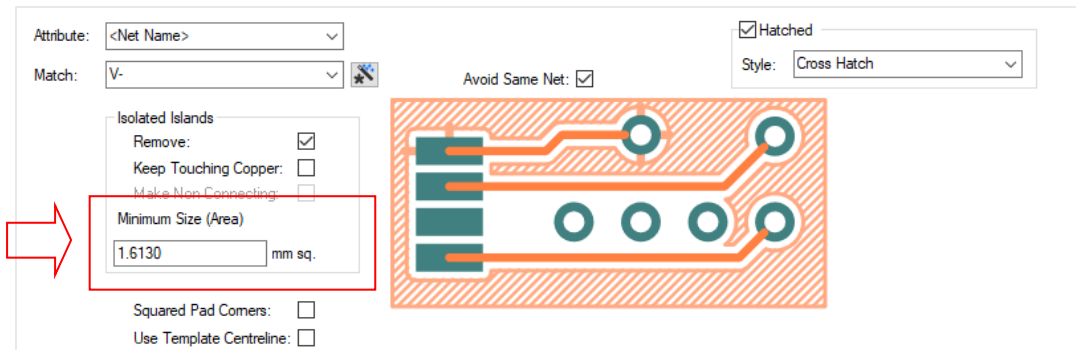 Attribute: <Net Name>
Match: V-
Avoid Same Net:
Hatched
Style: Cross Hatch
Isolated Islands
Remove:
Keep Touching Copper:
Make Non Connecting:
Minimum Size (Area)
1.6130 mm sq.
Squared Pad Corners:
Use Template Centreline: